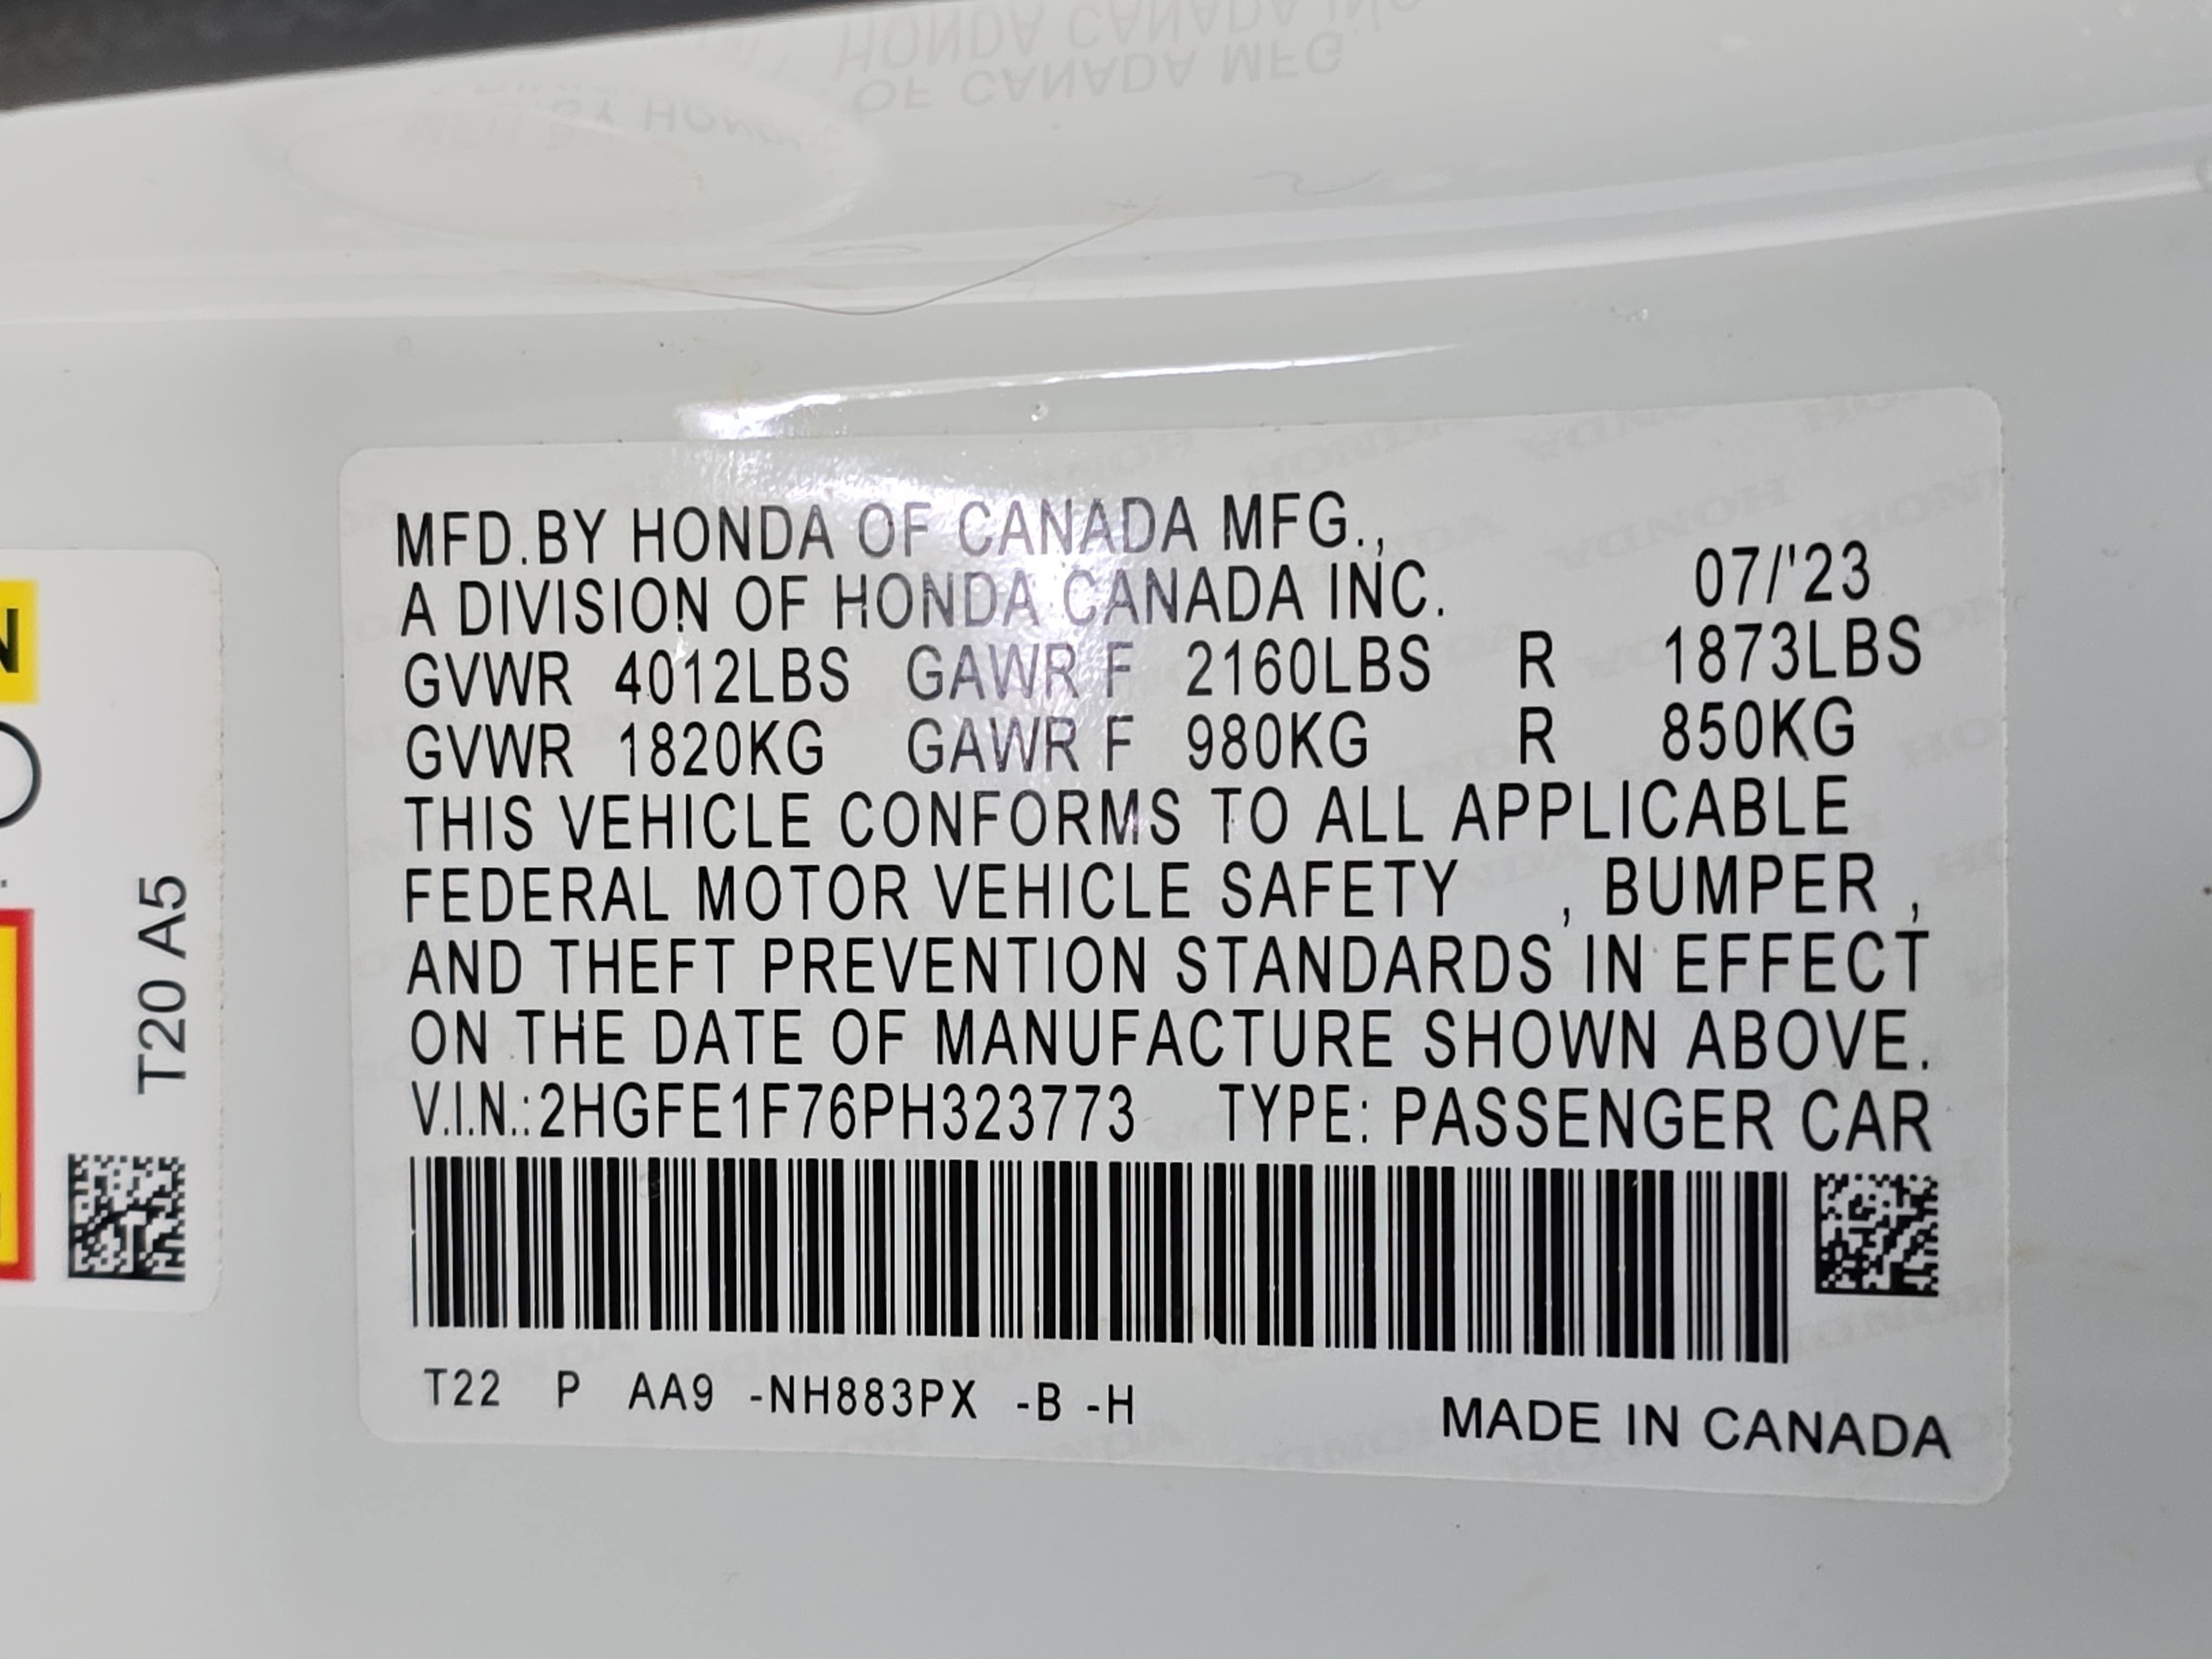 MFD.BY HONDA OF CANADA MFG.,
A DIVISION OF HONDA CANADA INC. 07/'23
GVWR 4012LBS GAWR F 2160LBS R 1873LBS
GVWR 1820KG GAWR F 980KG R 850KG
THIS VEHICLE CONFORMS TO ALL APPLICABLE
FEDERAL MOTOR VEHICLE SAFETY , BUMPER ,
AND THEFT PREVENTION STANDARDS IN EFFECT
ON THE DATE OF MANUFACTURE SHOWN ABOVE.
V.I.N.:2HGFE1F76PH323773 TYPE: PASSENGER CAR
T22 P AA9 -NH883PX -B -H
MADE IN CANADA
T20 A5